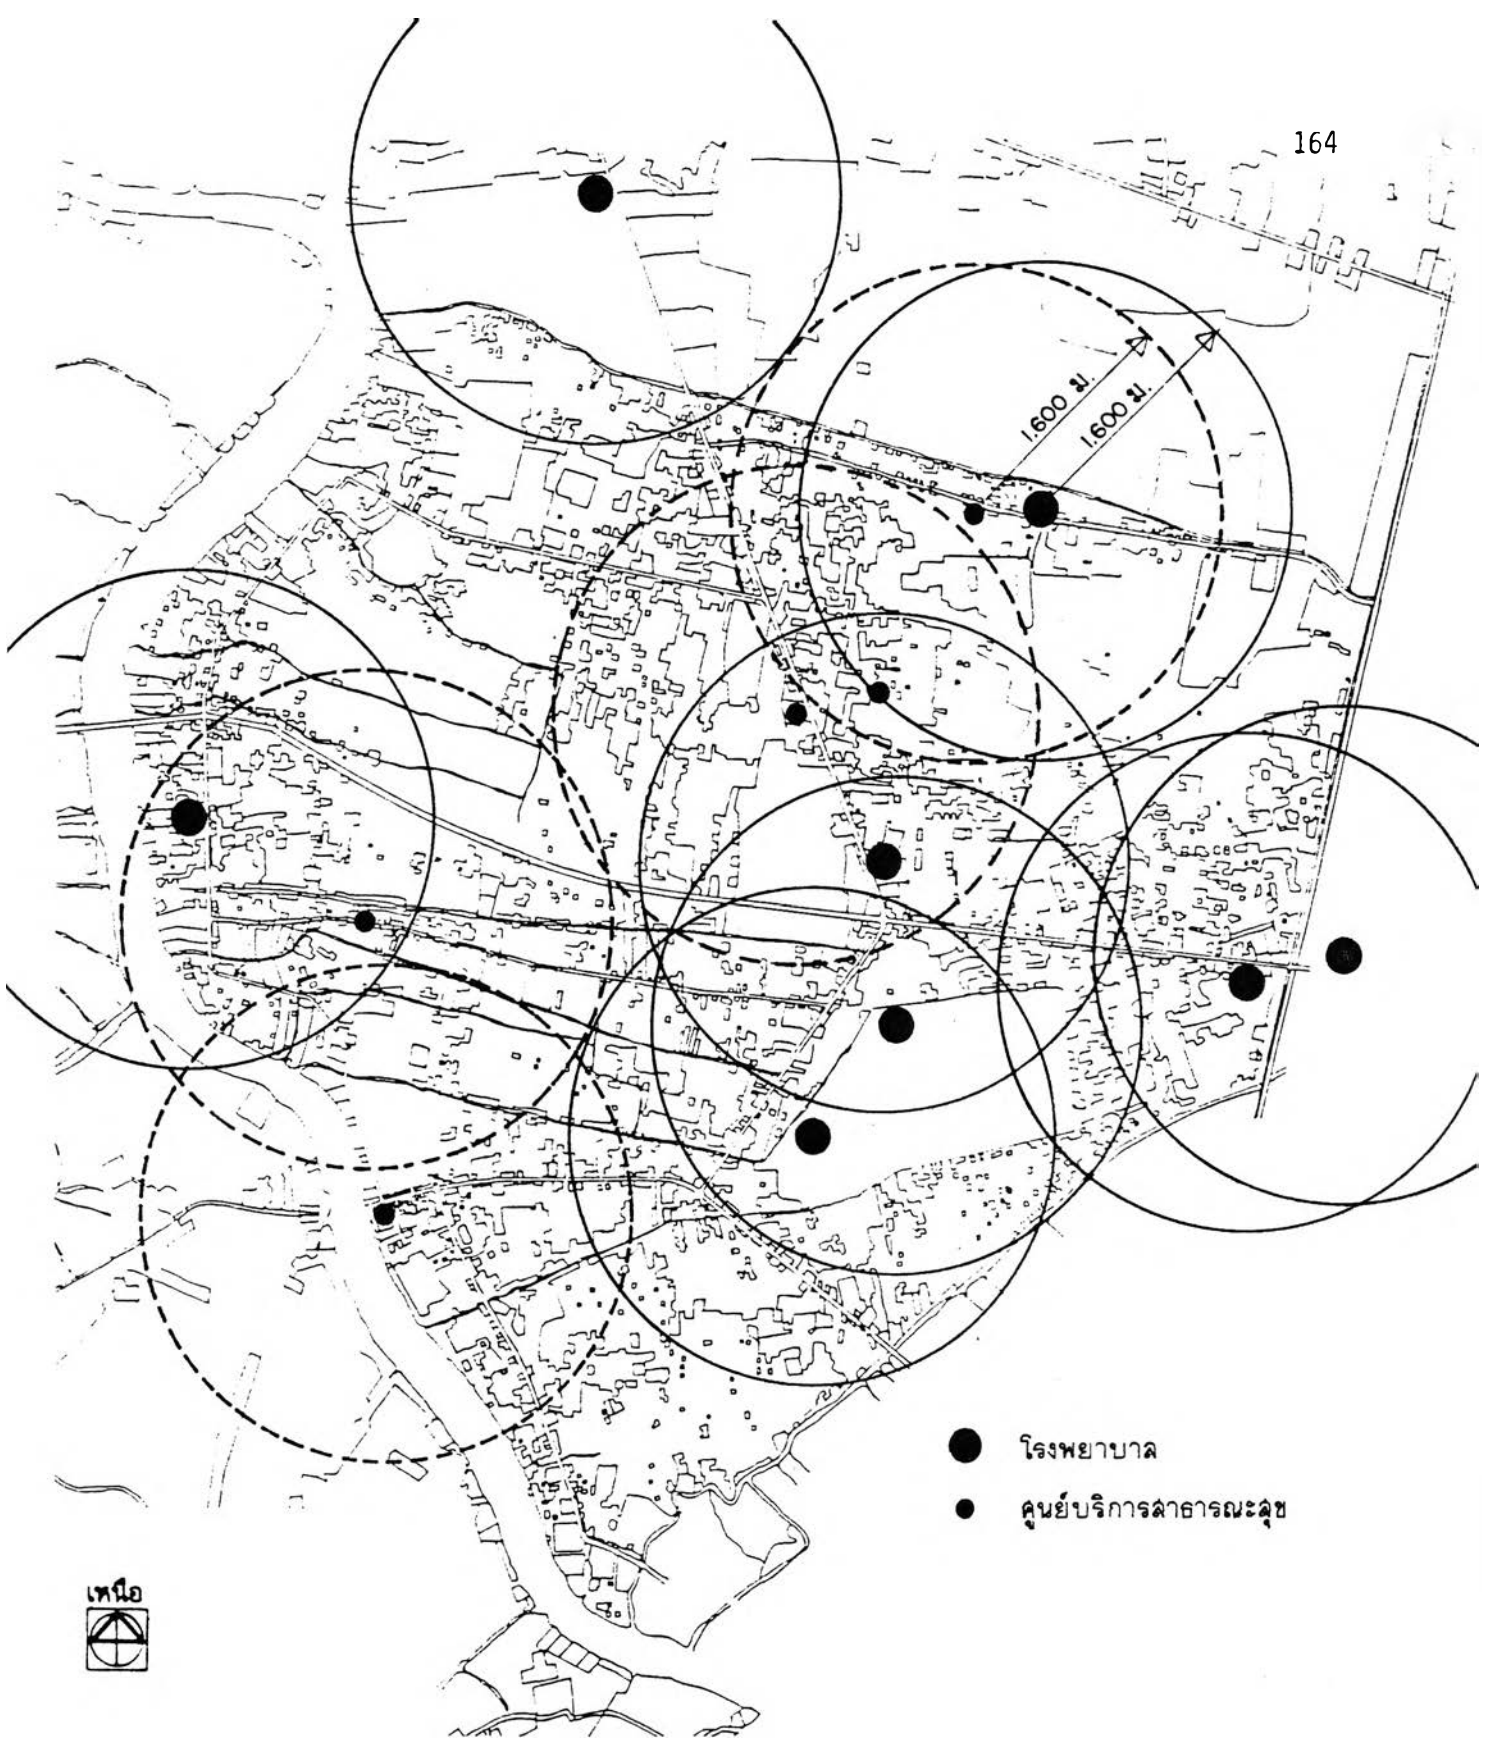 164
1.600 ม.
1.600 ม.
โรงพยาบาล
ศูนย์บริการสาธารณะสุข
เหนือ